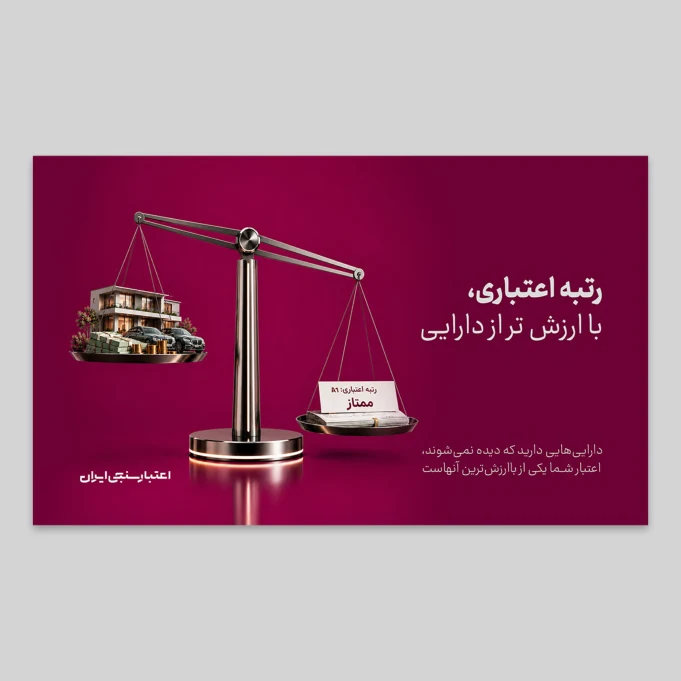 رتبه اعتباری،
با ارزش تر از دارایی
رتبه اعتباری: A1
ممتاز
دارایی‌هایی دارید که دیده نمی‌شوند،
اعتبار شما یکی از باارزش‌ترین آنهاست
اعتبارسنجی ایران